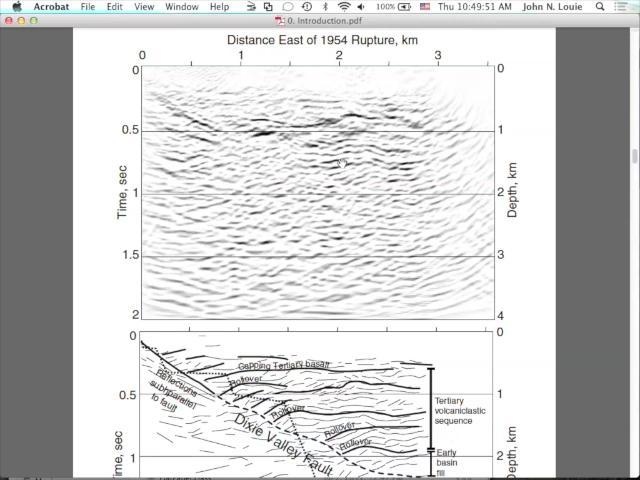 Acrobat File Edit View Window Help 100% Thu 10:49:51 AM John N. Louie
0. Introduction.pdf
Distance East of 1954 Rupture, km
0 1 2 3
0 0
0.5 1
1 2
1.5 3
2 4
Time, sec
Depth, km
0 0
Capping Tertiary basalt
Rollover
Reflections
subparallel
to fault
0.5 1
Rollover
Tertiary
volcaniclastic
sequence
Dixie Valley Fault
Rollover
Rollover
Early
basin
fill
1 2
me, sec
Depth, km